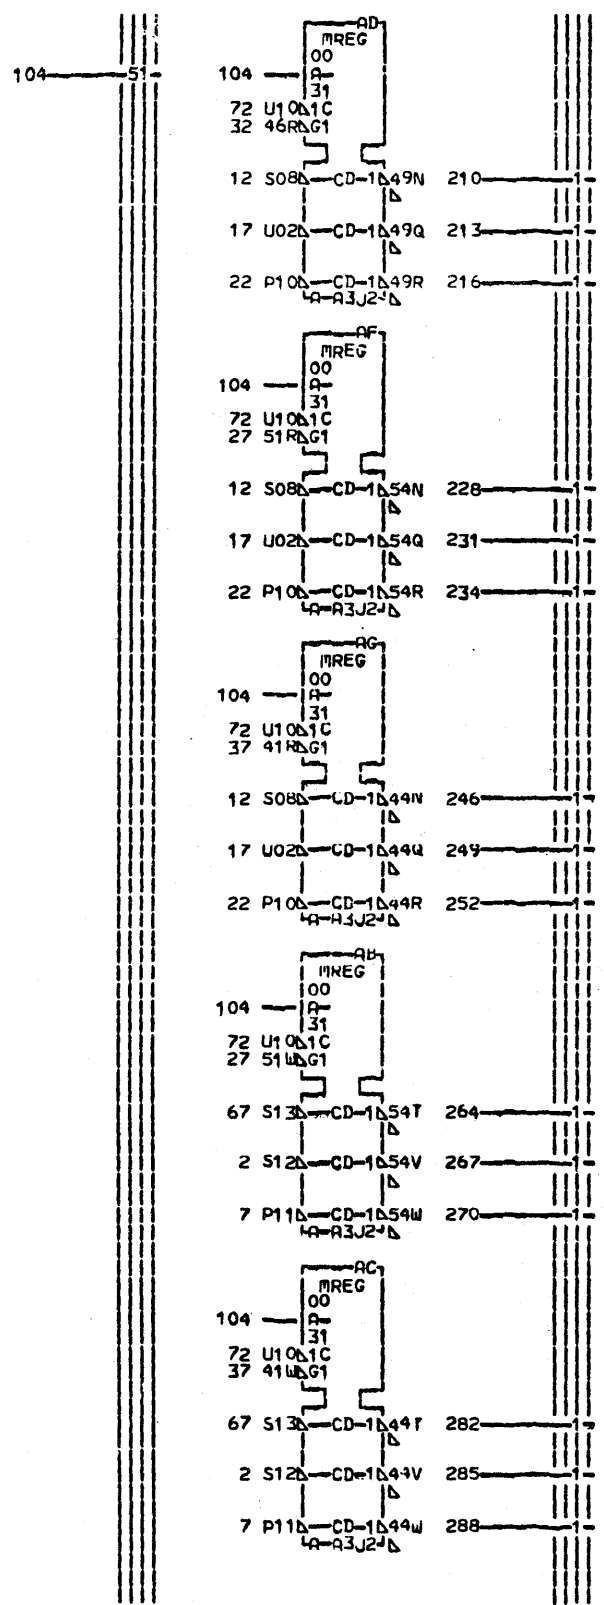 AD
MREG
00
104 51 104 A
31
72 U10 1C
32 46R G1
12 S08 CD 1 49N 210 1
17 U02 CD 1 49Q 213 1
22 P10 CD 1 49R 216 1
A A3J2
AF
MREG
00
104 A
31
72 U10 1C
27 51R G1
12 S08 CD 1 54N 228 1
17 U02 CD 1 54Q 231 1
22 P10 CD 1 54R 234 1
A A3J2
AG
MREG
00
104 A
31
72 U10 1C
37 41R G1
12 S08 CD 1 44N 246 1
17 U02 CD 1 44Q 249 1
22 P10 CD 1 44R 252 1
A A3J2
AB
MREG
00
104 A
31
72 U10 1C
27 51W G1
67 S13 CD 1 54T 264 1
2 S12 CD 1 54V 267 1
7 P11 CD 1 54W 270 1
A A3J2
AC
MREG
00
104 A
31
72 U10 1C
37 41W G1
67 S13 CD 1 44T 282 1
2 S12 CD 1 44V 285 1
7 P11 CD 1 44W 288 1
A A3J2